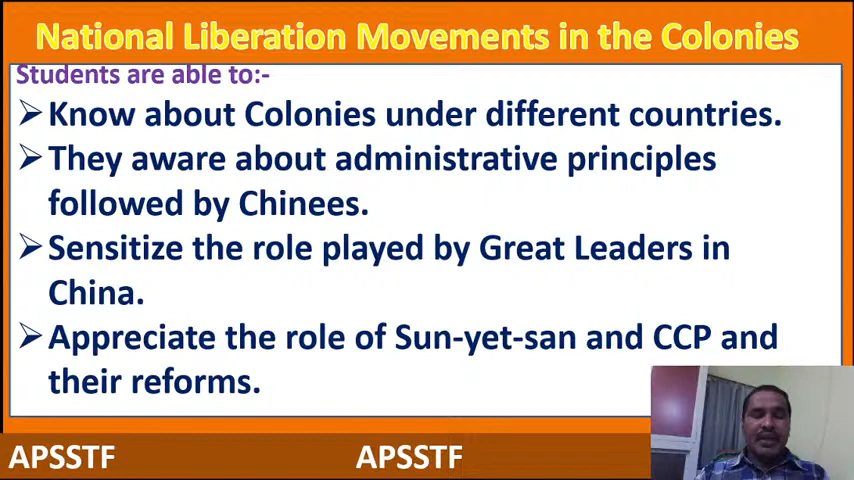 National Liberation Movements in the Colonies
Students are able to:-
➢Know about Colonies under different countries.
➢They aware about administrative principles
followed by Chinees.
➢Sensitize the role played by Great Leaders in
China.
➢Appreciate the role of Sun-yet-san and CCP and
their reforms.
APSSTF APSSTF